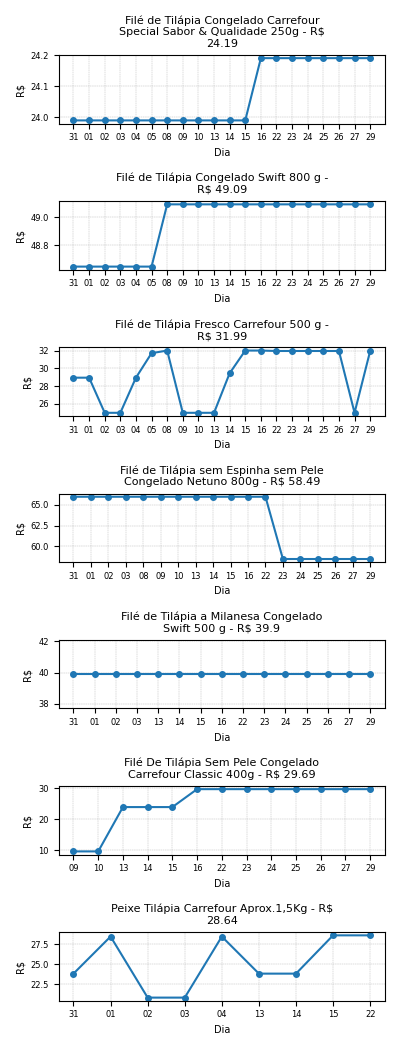 Filé de Tilápia Congelado Carrefour
Special Sabor & Qualidade 250g - R$
24.19
24.2
24.1
24.0
R$
31 01 02 03 04 05 08 09 10 13 14 15 16 22 23 24 25 26 27 29
Dia
Filé de Tilápia Congelado Swift 800 g -
R$ 49.09
49.0
48.8
R$
31 01 02 03 04 05 08 09 10 13 14 15 16 22 23 24 25 26 27 29
Dia
Filé de Tilápia Fresco Carrefour 500 g -
R$ 31.99
32
30
28
26
R$
31 01 02 03 04 05 08 09 10 13 14 15 16 22 23 24 25 26 27 29
Dia
Filé de Tilápia sem Espinha sem Pele
Congelado Netuno 800g - R$ 58.49
65.0
62.5
60.0
R$
31 01 02 03 08 09 10 13 14 15 16 22 23 24 25 26 27 29
Dia
Filé de Tilápia a Milanesa Congelado
Swift 500 g - R$ 39.9
42
40
38
R$
31 01 02 03 13 14 15 16 22 23 24 25 26 27 29
Dia
Filé De Tilápia Sem Pele Congelado
Carrefour Classic 400g - R$ 29.69
30
20
10
R$
09 10 13 14 15 16 22 23 24 25 26 27 29
Dia
Peixe Tilápia Carrefour Aprox.1,5Kg - R$
28.64
27.5
25.0
22.5
R$
31 01 02 03 04 13 14 15 22
Dia